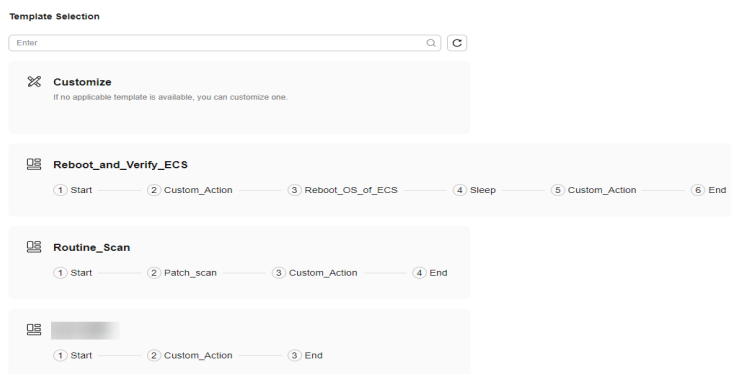 Template Selection
Enter
Customize
If no applicable template is available, you can customize one.
Reboot_and_Verify_ECS
1 Start 2 Custom_Action 3 Reboot_OS_of_ECS 4 Sleep 5 Custom_Action 6 End
Routine_Scan
1 Start 2 Patch_scan 3 Custom_Action 4 End
1 Start 2 Custom_Action 3 End